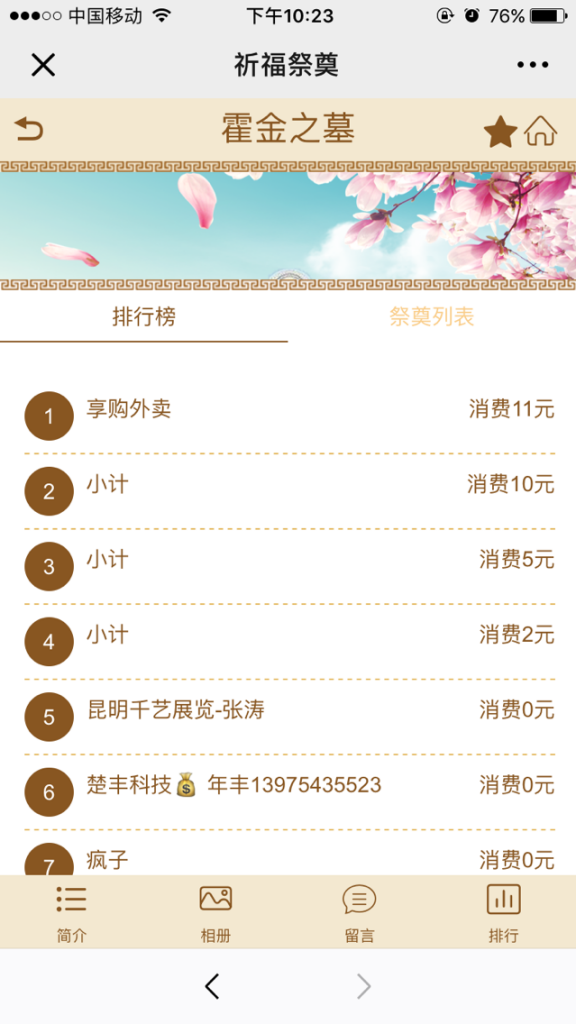 中国移动 下午10:23 76%
祈福祭奠
霍金之墓
排行榜 祭奠列表
1 享购外卖 消费11元
2 小计 消费10元
3 小计 消费5元
4 小计 消费2元
5 昆明千艺展览-张涛 消费0元
6 楚丰科技💰 年丰13975435523 消费0元
7 疯子 消费0元
简介 相册 留言 排行